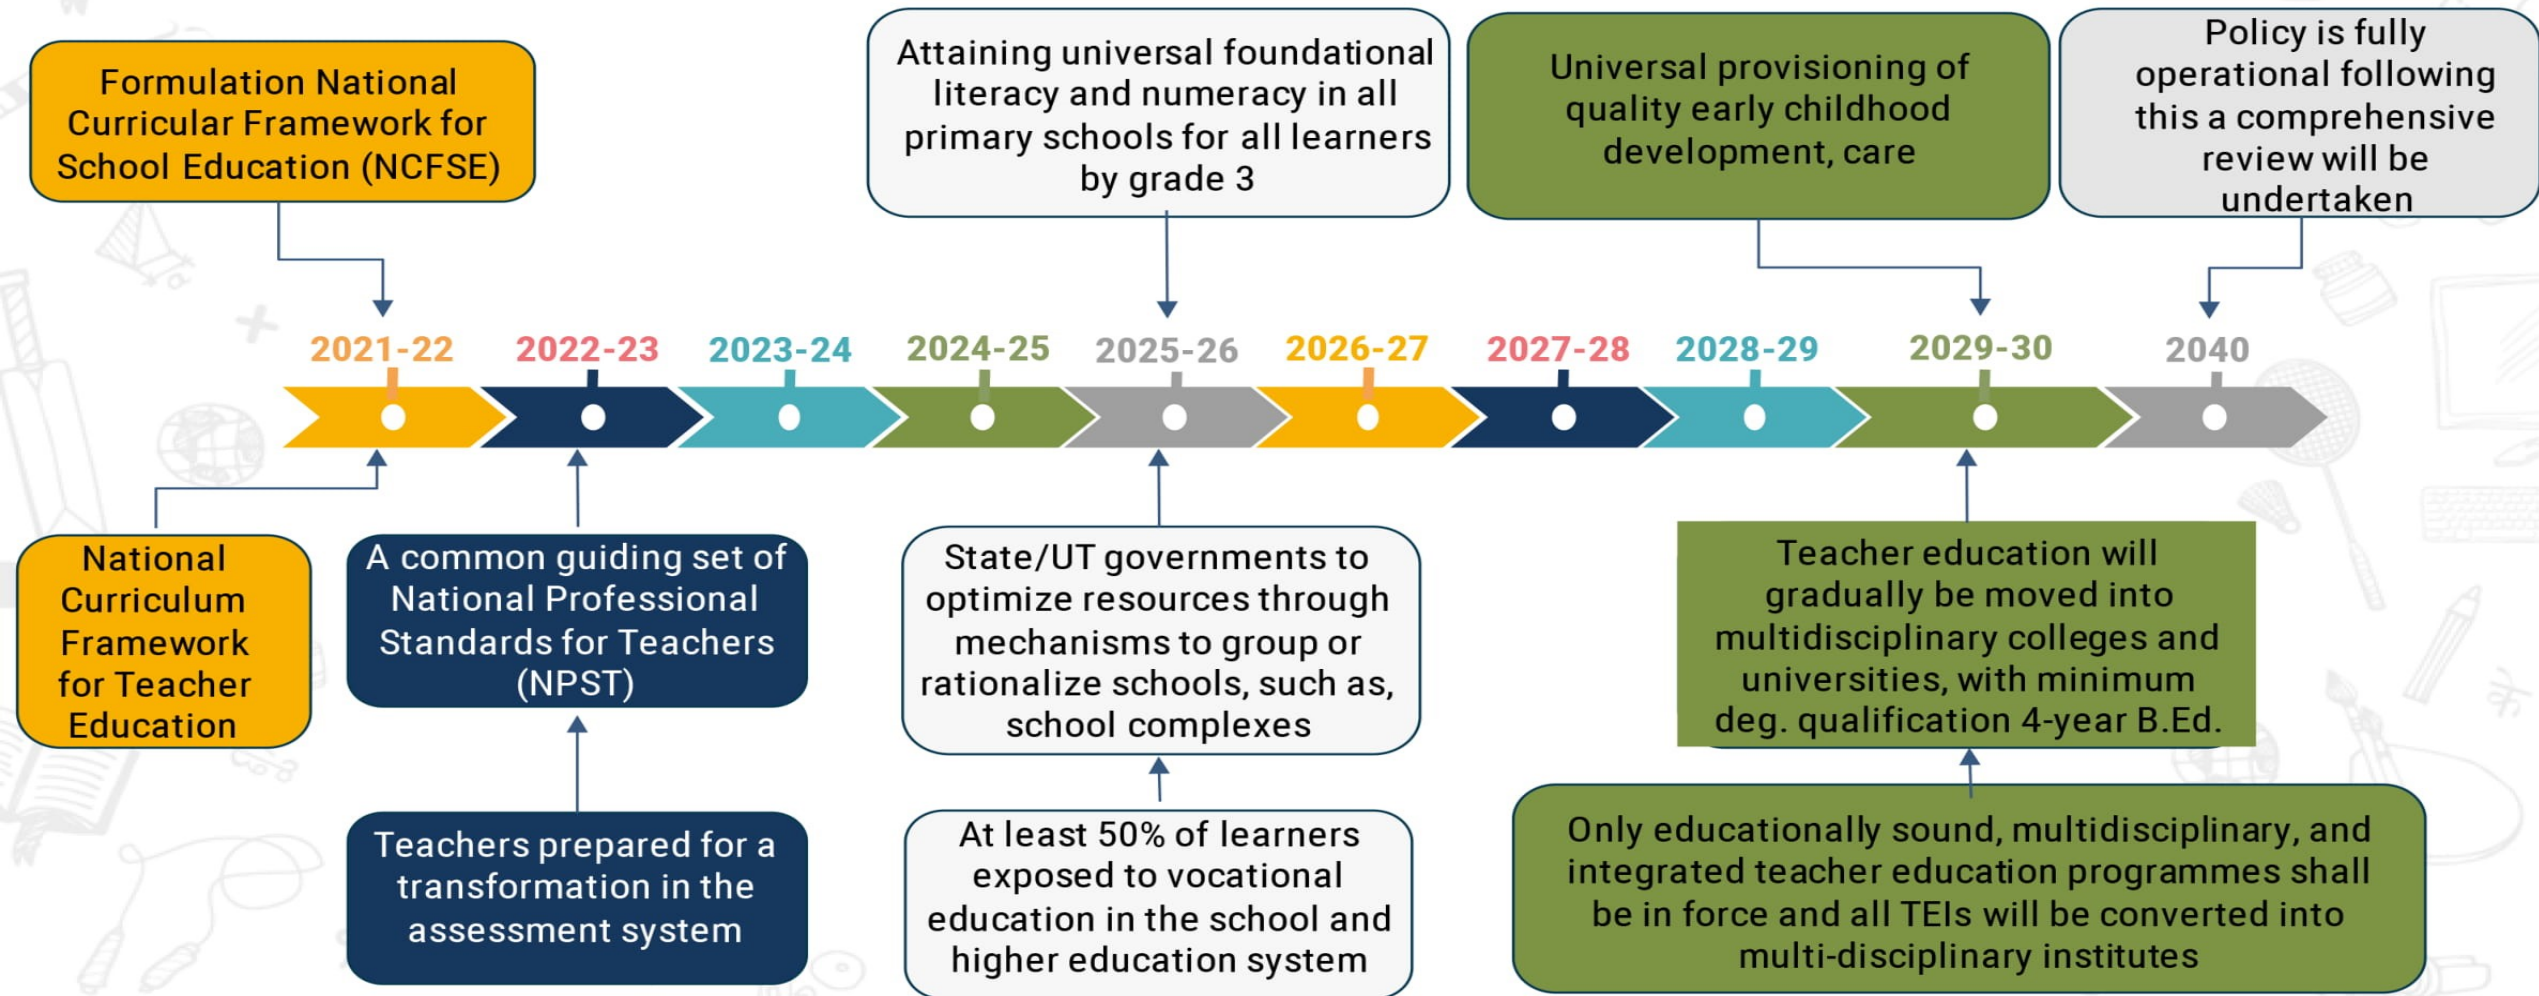 Formulation National
Curricular Framework for
School Education (NCFSE)
Attaining universal foundational
literacy and numeracy in all
primary schools for all learners
by grade 3
Universal provisioning of
quality early childhood
development, care
Policy is fully
operational following
this a comprehensive
review will be
undertaken
2021-22
2022-23
2023-24
2024-25
2025-26
2026-27
2027-28
2028-29
2029-30
2040
National
Curriculum
Framework
for Teacher
Education
A common guiding set of
National Professional
Standards for Teachers
(NPST)
State/UT governments to
optimize resources through
mechanisms to group or
rationalize schools, such as,
school complexes
Teacher education will
gradually be moved into
multidisciplinary colleges and
universities, with minimum
deg. qualification 4-year B.Ed.
Teachers prepared for a
transformation in the
assessment system
At least 50% of learners
exposed to vocational
education in the school and
higher education system
Only educationally sound, multidisciplinary, and
integrated teacher education programmes shall
be in force and all TEIs will be converted into
multi-disciplinary institutes